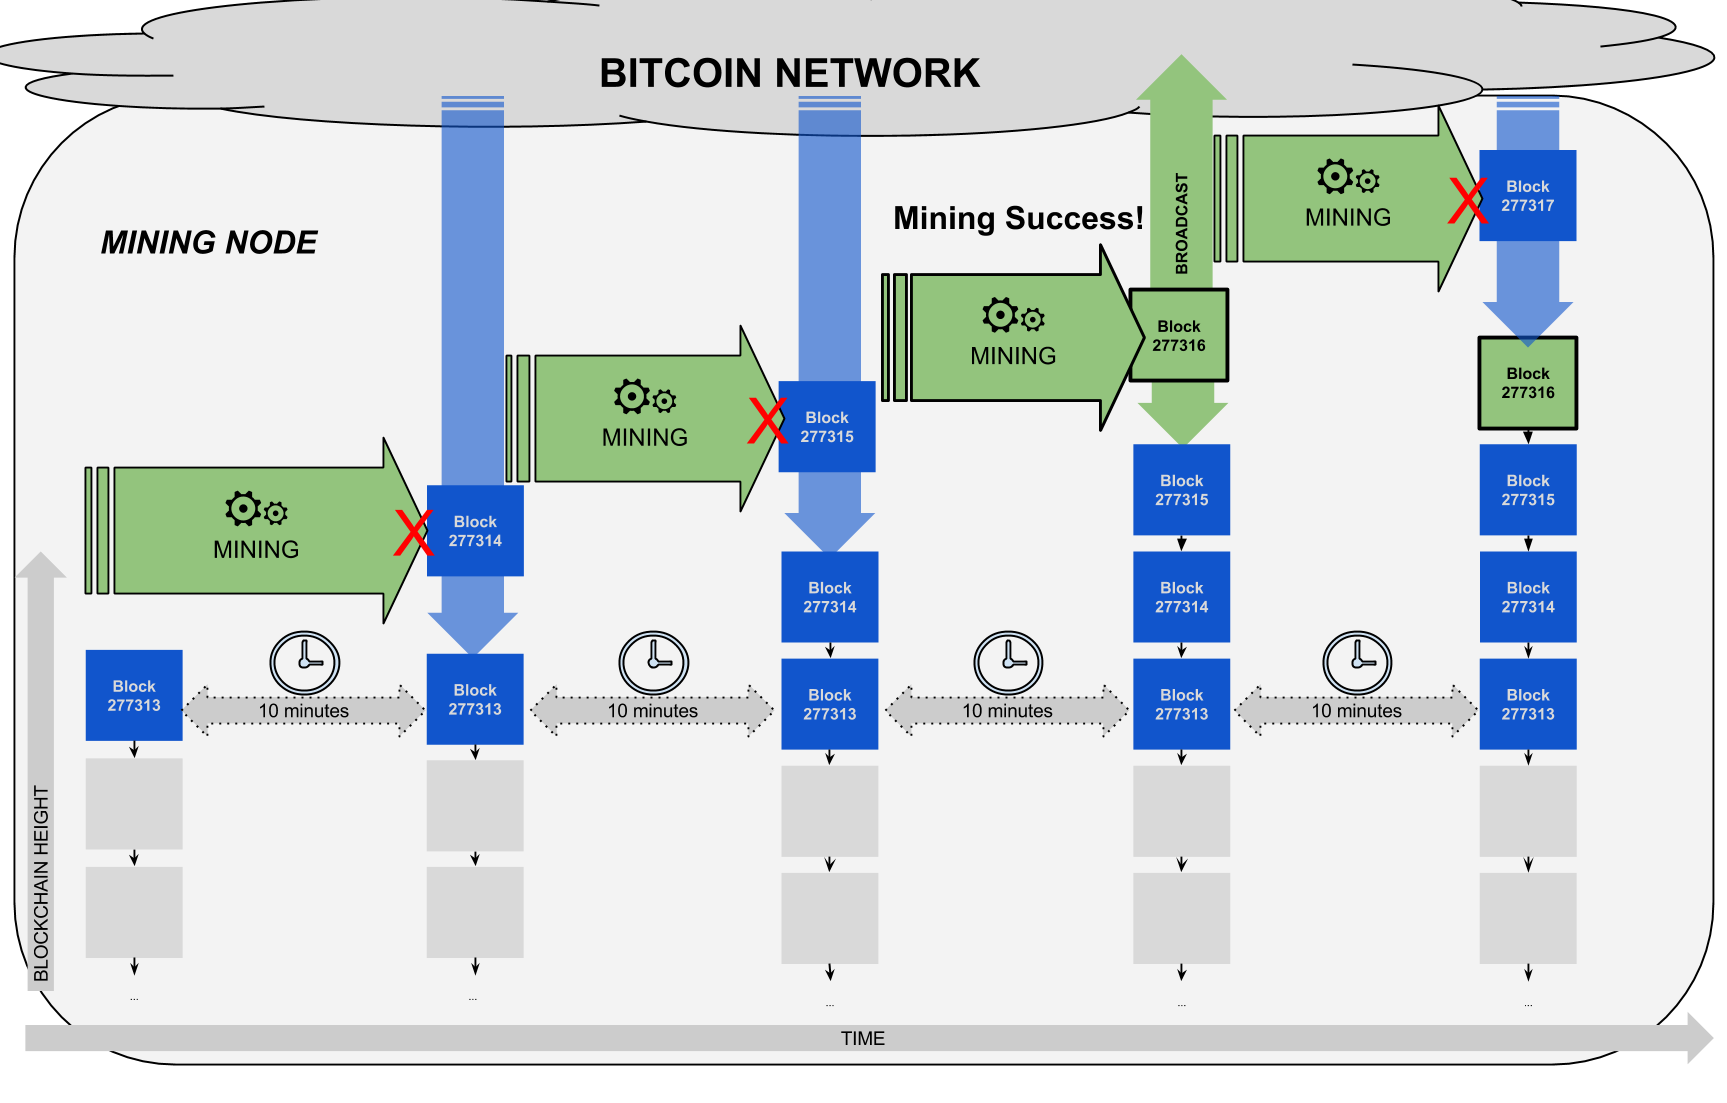 BITCOIN NETWORK
MINING NODE
Mining Success!
BROADCAST
MINING
Block
277317
MINING
Block
277316
Block
277316
MINING
Block
277315
Block
277315
Block
277315
MINING
Block
277314
Block
277314
Block
277314
Block
277314
Block
277313
10 minutes
Block
277313
10 minutes
Block
277313
10 minutes
Block
277313
10 minutes
Block
277313
BLOCKCHAIN HEIGHT
...
...
...
...
...
TIME